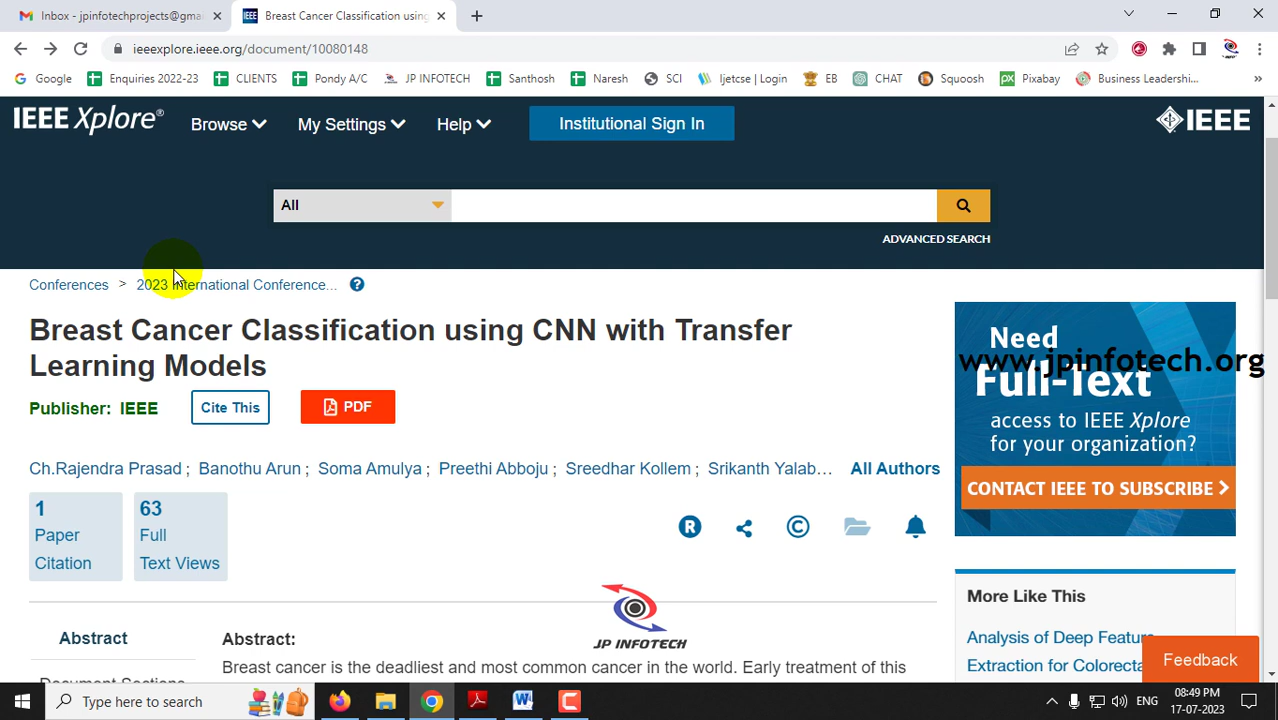 Inbox - jpinfotechprojects@gma
Breast Cancer Classification using
ieeexplore.ieee.org/document/10080148
Google
Enquiries 2022-23
CLIENTS
Pondy A/C
JP INFOTECH
Santhosh
Naresh
SCI
Ijetcse | Login
EB
CHAT
Squoosh
Pixabay
Business Leadershi...
IEEE Xplore®
Browse
My Settings
Help
Institutional Sign In
IEEE
All
ADVANCED SEARCH
Conferences > 2023 International Conference...
Breast Cancer Classification using CNN with Transfer
Learning Models
Publisher: IEEE
Cite This
PDF
Ch.Rajendra Prasad ; Banothu Arun ; Soma Amulya ; Preethi Abboju ; Sreedhar Kollem ; Srikanth Yalab... All Authors
1
Paper
Citation
63
Full
Text Views
R
Need
www.jpinfotech.org
Full-Text
access to IEEE Xplore
for your organization?
CONTACT IEEE TO SUBSCRIBE
JP INFOTECH
More Like This
Analysis of Deep Feature
Extraction for Colorecta
Feedback
Abstract
Document Sections
Abstract:
Breast cancer is the deadliest and most common cancer in the world. Early treatment of this
Type here to search
ENG
08:49 PM
17-07-2023